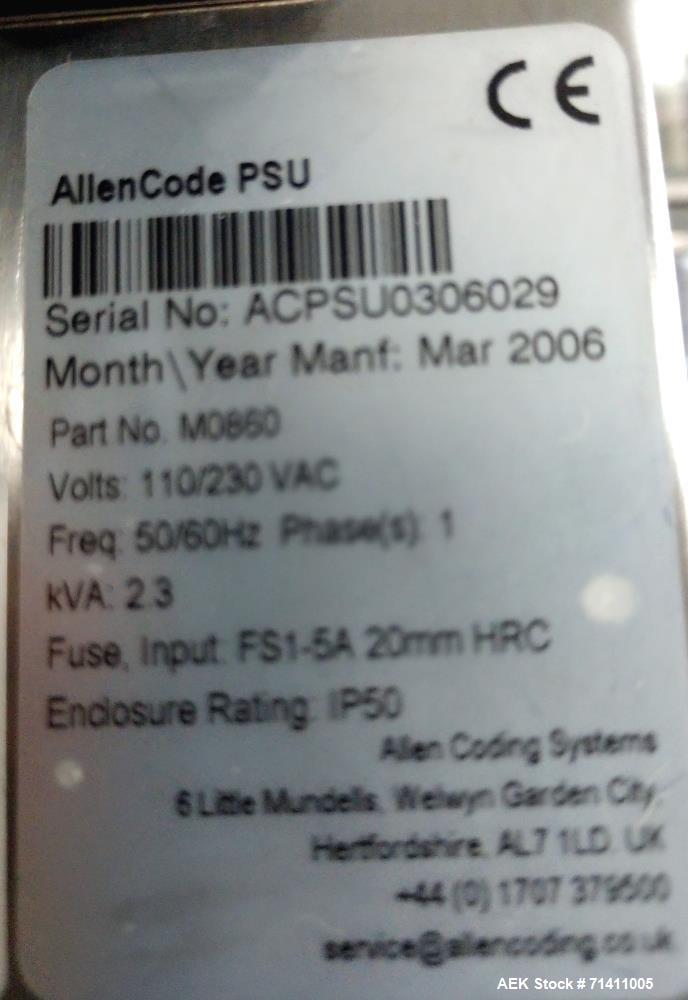 CE
AllenCode PSU
Serial No: ACPSU0306029
Month\Year Manf: Mar 2006
Part No. M0860
Volts: 110/230 VAC
Freq: 50/60Hz Phase(s): 1
kVA: 2.3
Fuse, Input: FS1-5A 20mm HRC
Enclosure Rating: IP50
Allen Coding Systems
6 Little Mundells, Welwyn Garden City,
Hertfordshire, AL7 1LD. UK
+44 (0) 1707 379500
service@allencoding.co.uk
AEK Stock # 71411005